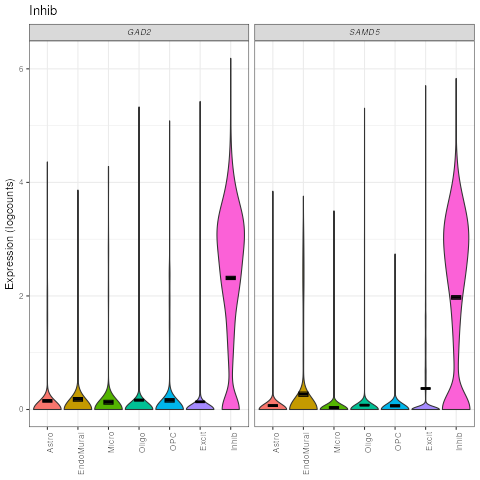 Inhib
GAD2
SAMD5
Expression (logcounts)
6
4
2
0
Astro
EndoMural
Micro
Oligo
OPC
Excit
Inhib
Astro
EndoMural
Micro
Oligo
OPC
Excit
Inhib